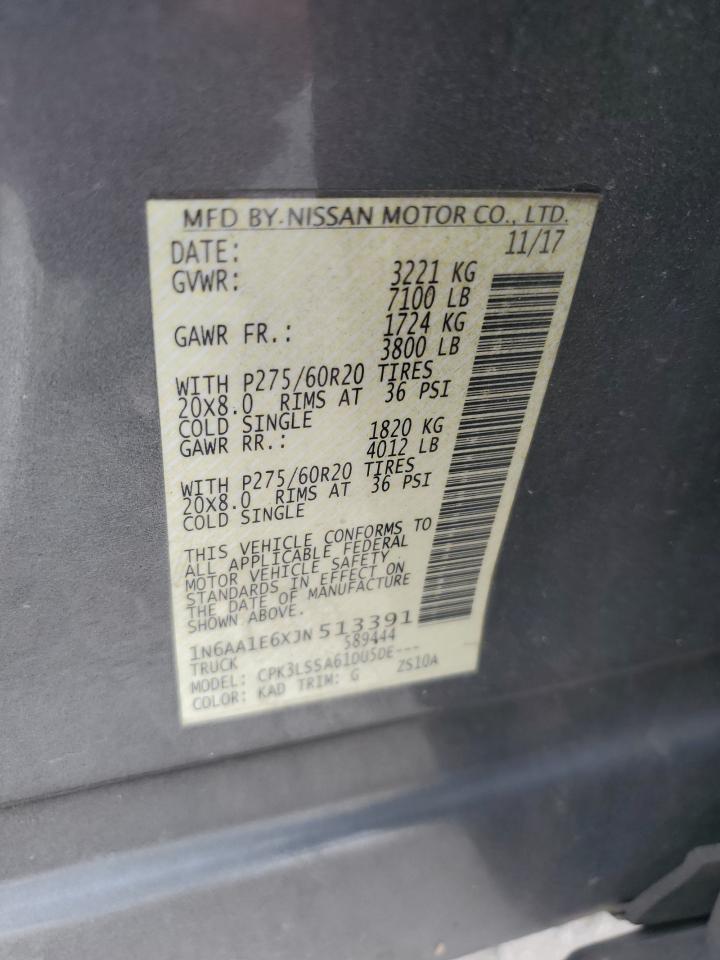 MFD BY NISSAN MOTOR CO., LTD.
DATE: 11/17
GVWR: 3221 KG
7100 LB
GAWR FR.: 1724 KG
3800 LB
WITH P275/60R20 TIRES
20X8.0 RIMS AT 36 PSI
COLD SINGLE
GAWR RR.: 1820 KG
4012 LB
WITH P275/60R20 TIRES
20X8.0 RIMS AT 36 PSI
COLD SINGLE
THIS VEHICLE CONFORMS TO
ALL APPLICABLE FEDERAL
MOTOR VEHICLE SAFETY
STANDARDS IN EFFECT ON
THE DATE OF MANUFACTURE
SHOWN ABOVE.
1N6AA1E6XJN 513391
TRUCK 589444
MODEL: CPK3LSSA61DU5DE---
COLOR: KAD TRIM: G ZS10A